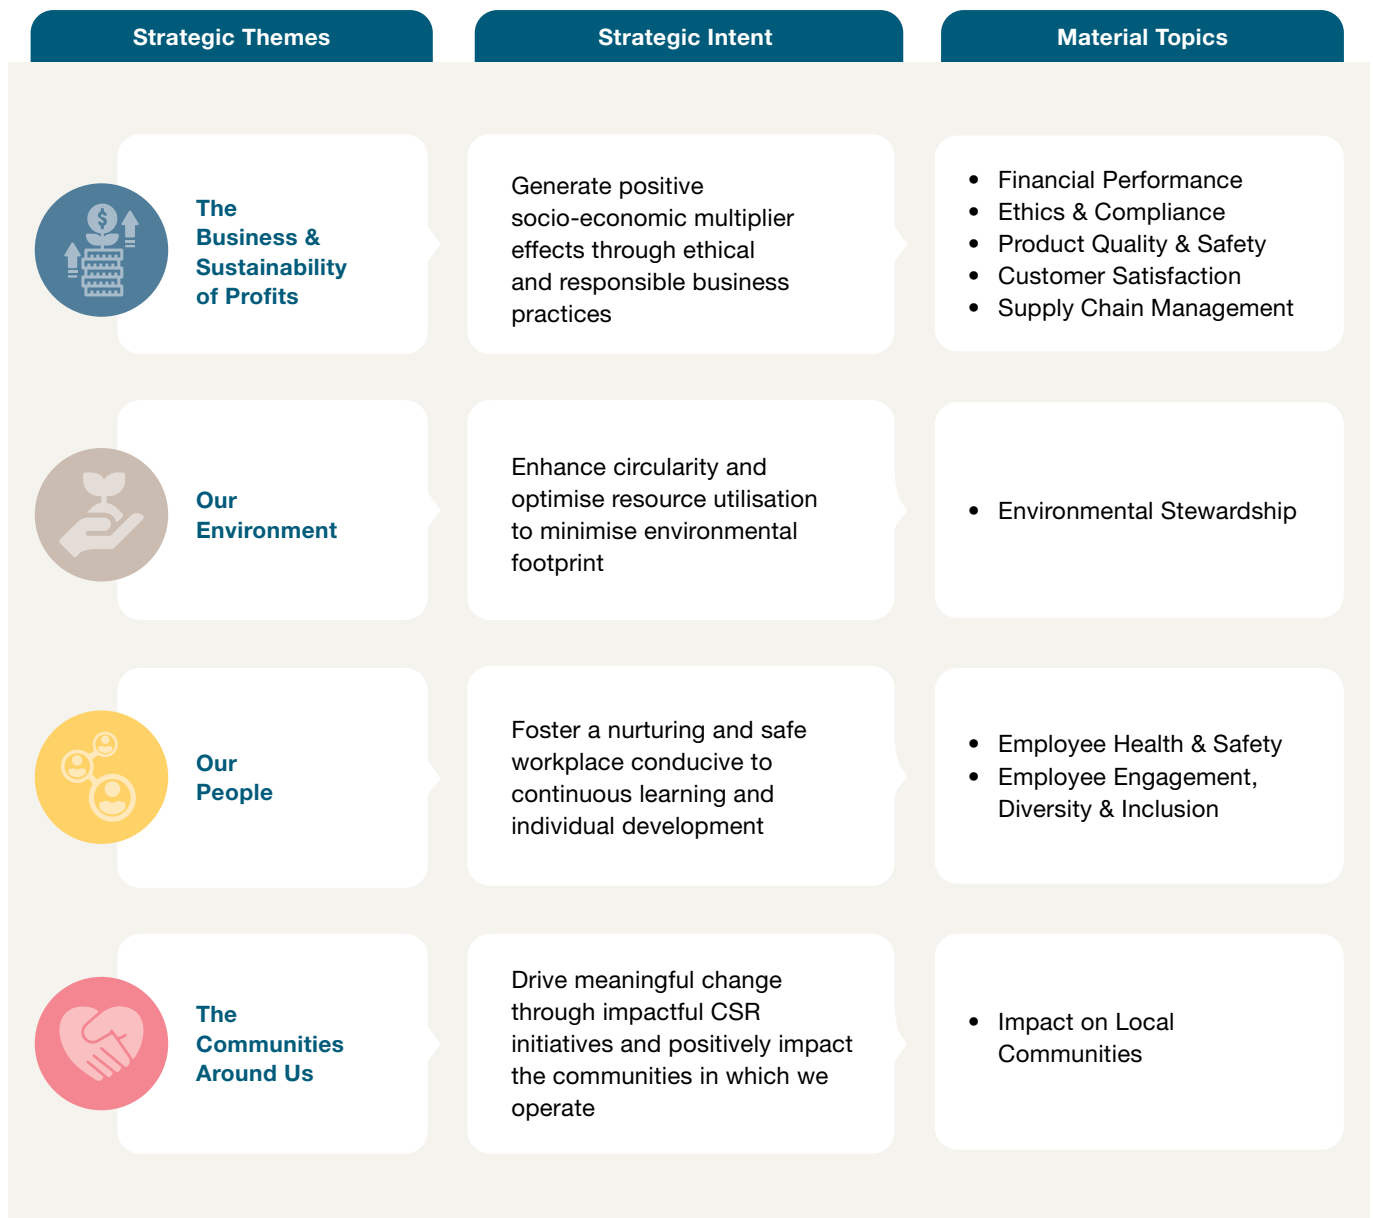 Strategic Themes
Strategic Intent
Material Topics
The
Business &
Sustainability
of Profits
Generate positive
socio-economic multiplier
effects through ethical
and responsible business
practices
• Financial Performance
• Ethics & Compliance
• Product Quality & Safety
• Customer Satisfaction
• Supply Chain Management
Our
Environment
Enhance circularity and
optimise resource utilisation
to minimise environmental
footprint
• Environmental Stewardship
Our
People
Foster a nurturing and safe
workplace conducive to
continuous learning and
individual development
• Employee Health & Safety
• Employee Engagement,
Diversity & Inclusion
The
Communities
Around Us
Drive meaningful change
through impactful CSR
initiatives and positively impact
the communities in which we
operate
• Impact on Local
Communities